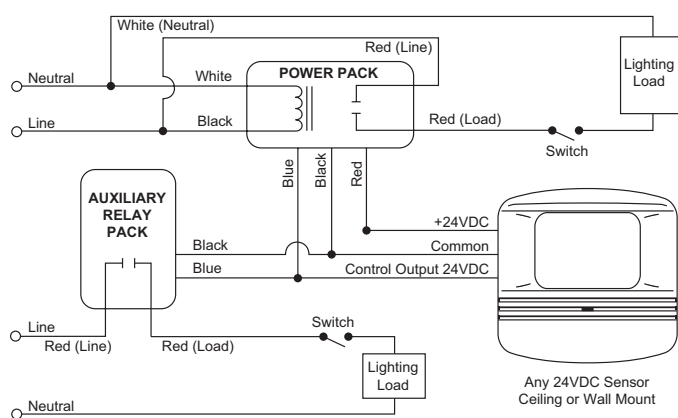 White (Neutral)
Red (Line)
Neutral
White
POWER PACK
Lighting
Load
Line
Black
Red (Load)
Switch
Blue
Black
Red
AUXILIARY
RELAY
PACK
+24VDC
Black
Common
Blue
Control Output 24VDC
Line
Red (Line)
Red (Load)
Switch
Lighting
Load
Neutral
Any 24VDC Sensor
Ceiling or Wall Mount